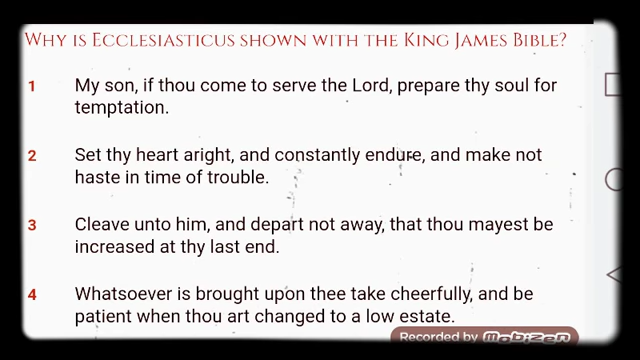 Why is Ecclesiasticus shown with the King James Bible?
1 My son, if thou come to serve the Lord, prepare thy soul for
temptation.
2 Set thy heart aright, and constantly endure, and make not
haste in time of trouble.
3 Cleave unto him, and depart not away, that thou mayest be
increased at thy last end.
4 Whatsoever is brought upon thee take cheerfully, and be
patient when thou art changed to a low estate.
Recorded by Mobizen